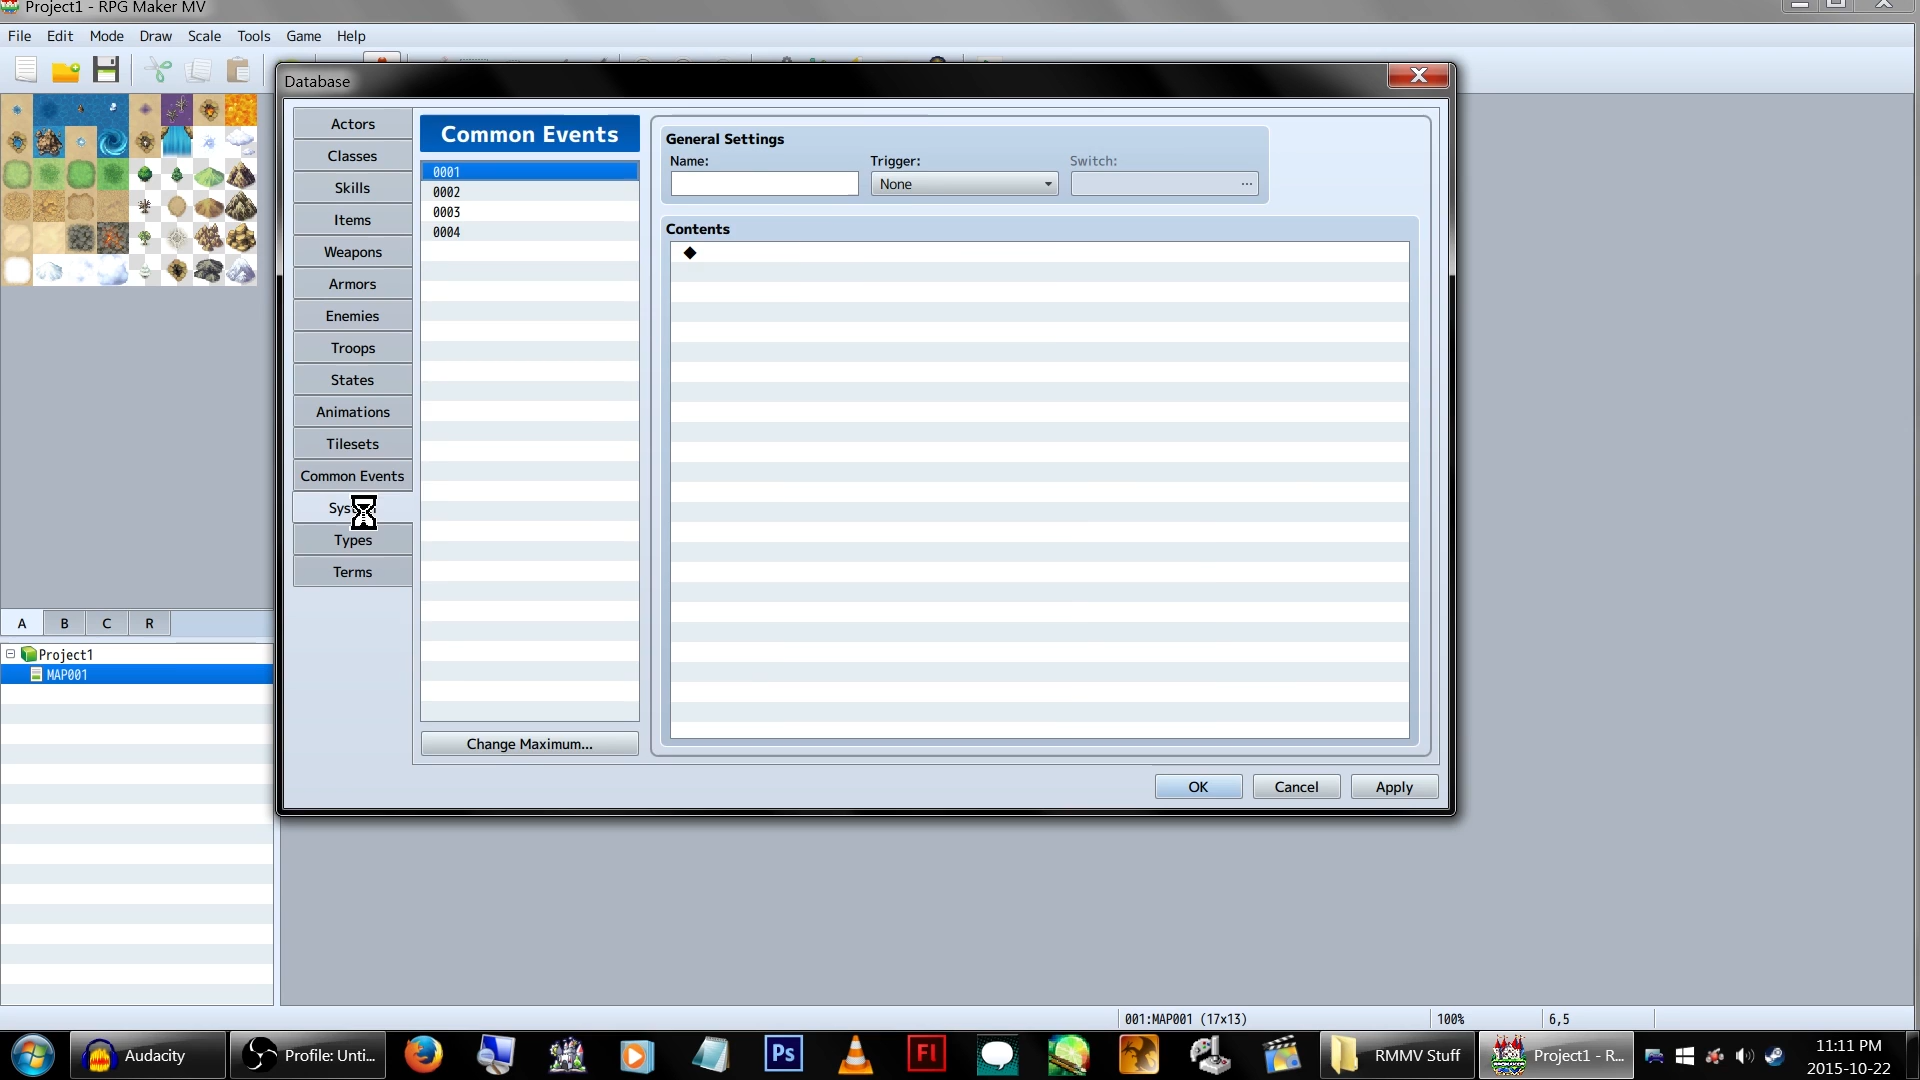 Project1 - RPG Maker MV
File Edit Mode Draw Scale Tools Game Help
Database
Actors
Classes
Skills
Items
Weapons
Armors
Enemies
Troops
States
Animations
Tilesets
Common Events
Types
Terms
Common Events
0001
0002
0003
0004
Change Maximum...
General Settings
Name: Trigger: Switch:
None ...
Contents
OK Cancel Apply
A B C R
Project1
MAP001
001:MAP001 (17x13) 100% 6,5
Audacity Profile: Unti... Ps Fl RMMV Stuff Project1 - R...
11:11 PM
2015-10-22